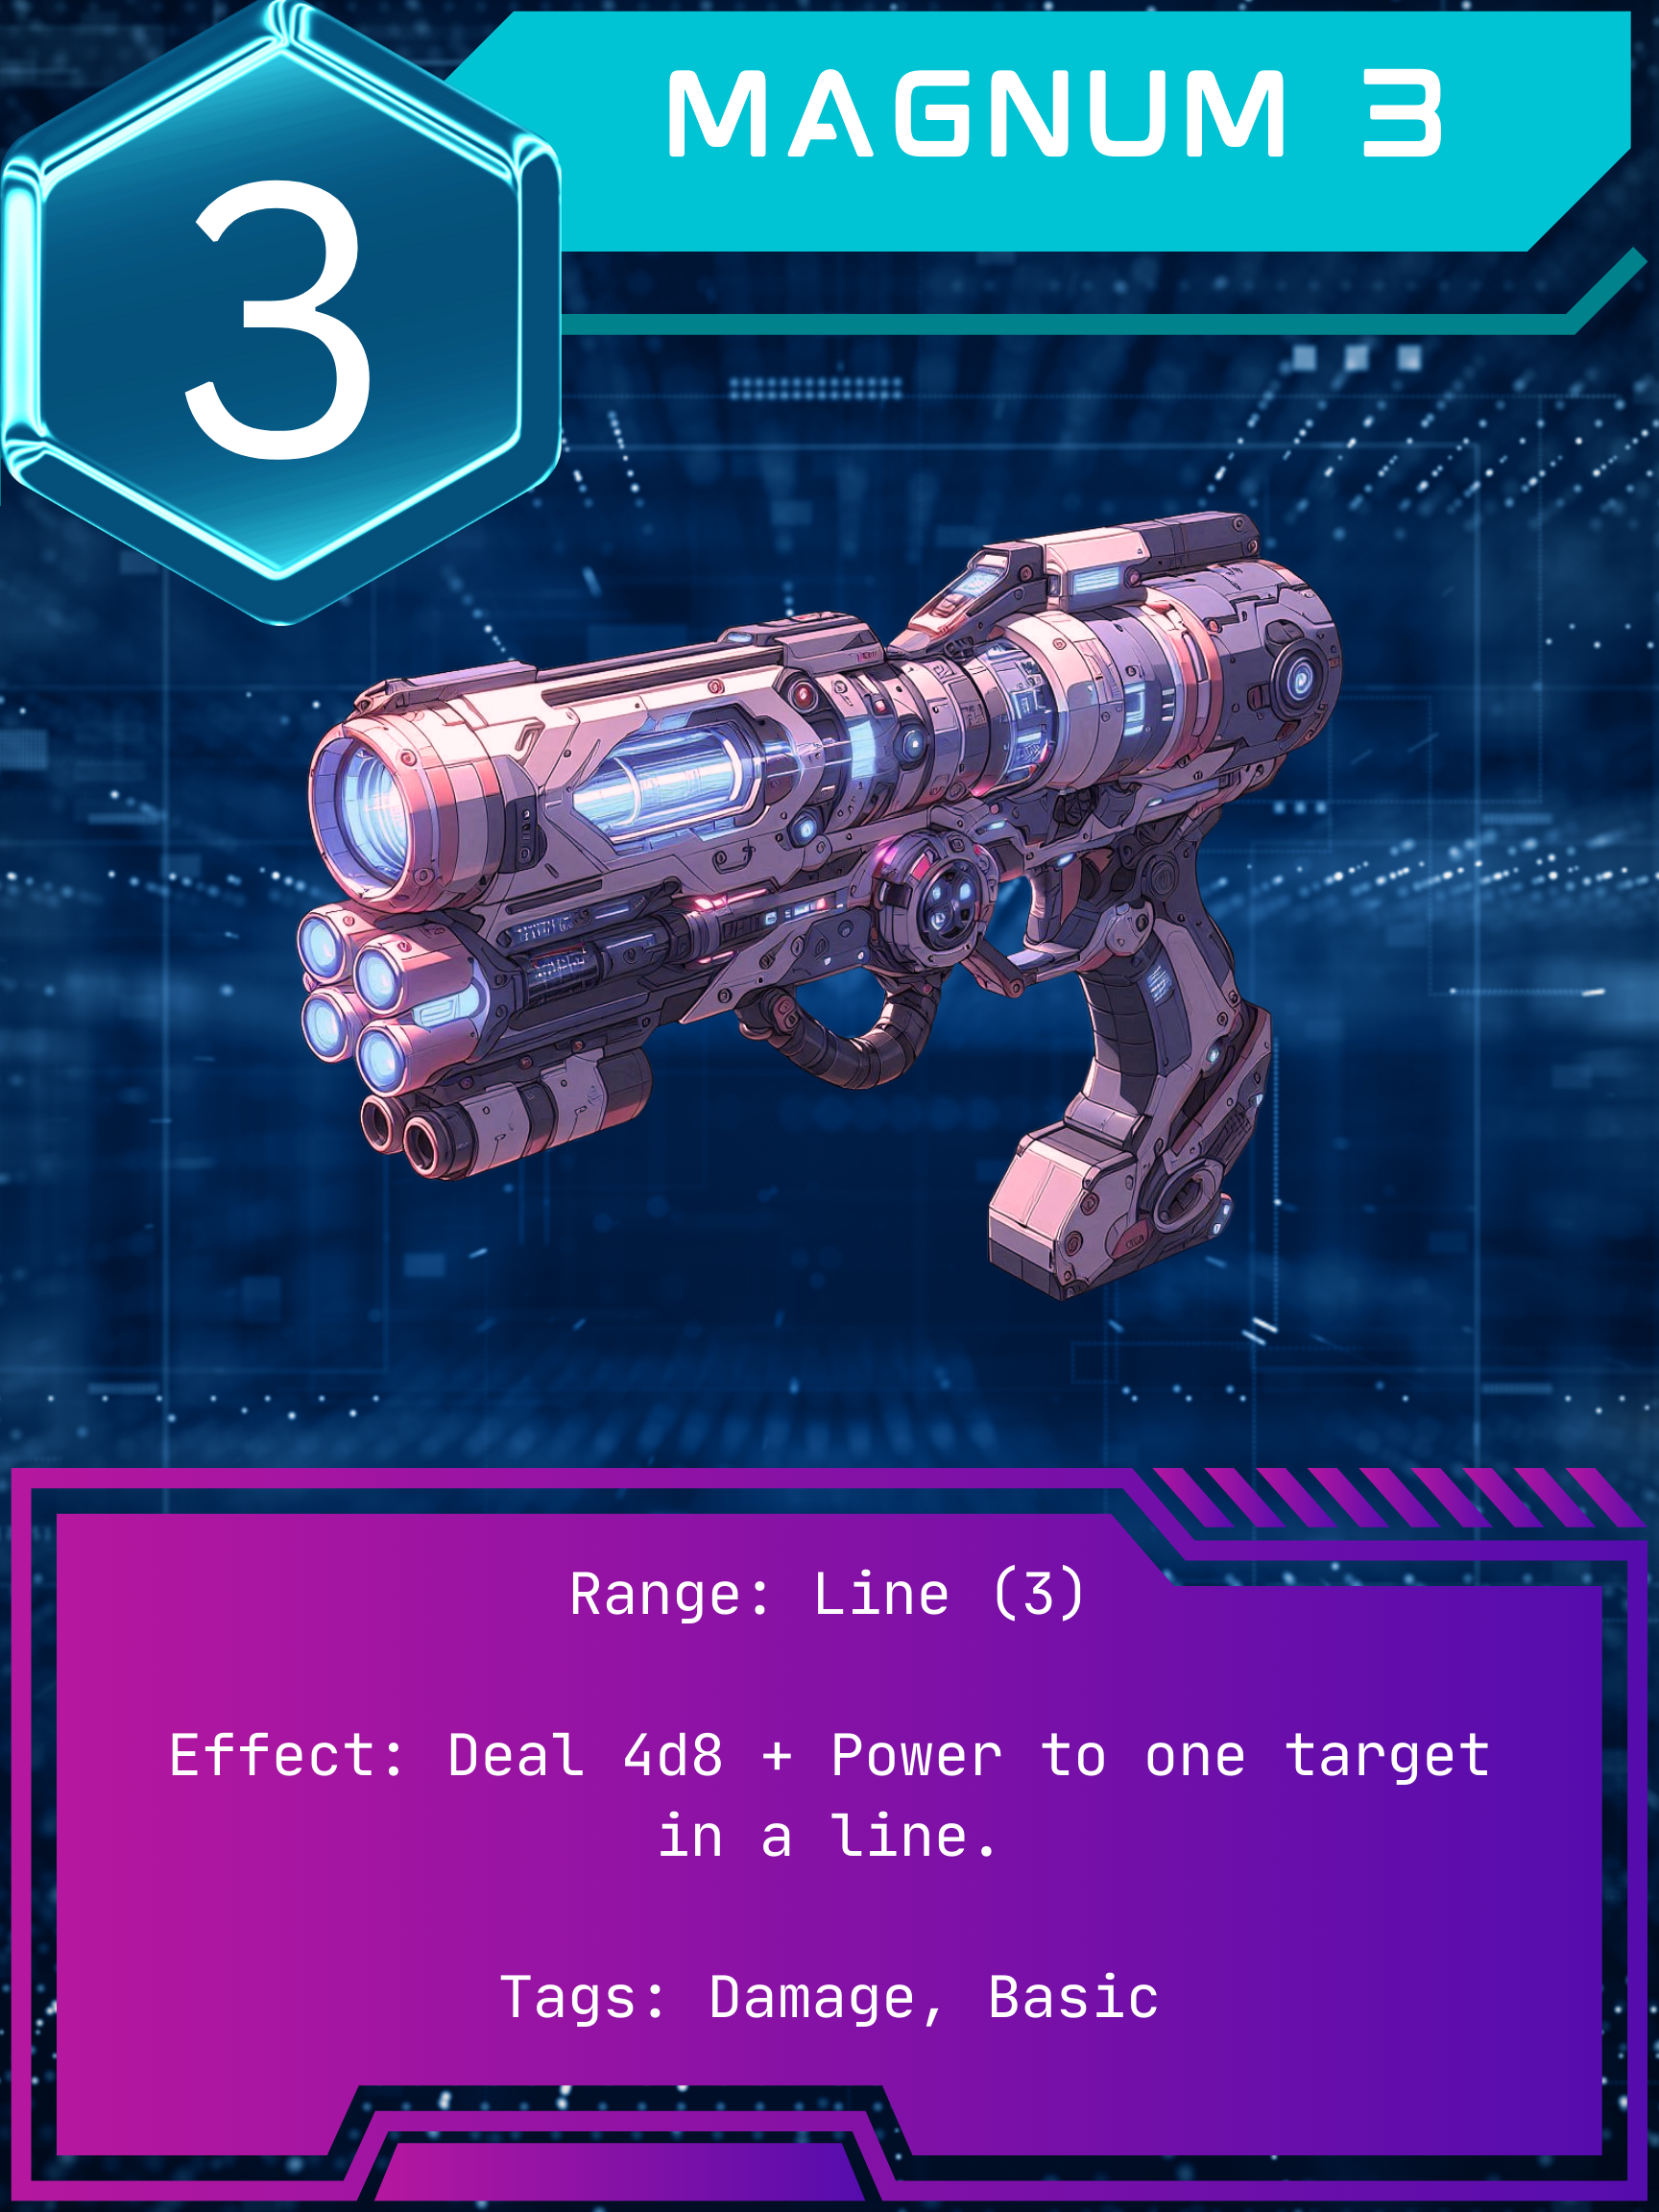 3
MAGNUM 3
Range: Line (3)
Effect: Deal 4d8 + Power to one target
in a line.
Tags: Damage, Basic